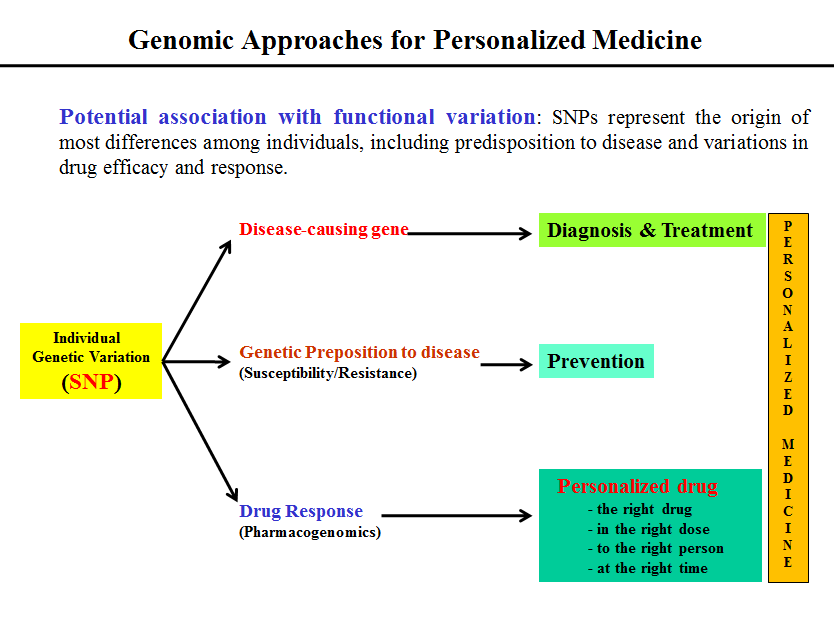 Genomic Approaches for Personalized Medicine
Potential association with functional variation: SNPs represent the origin of
most differences among individuals, including predisposition to disease and variations in
drug efficacy and response.
Disease-causing gene
Diagnosis & Treatment
Individual
Genetic Variation
(SNP)
Genetic Preposition to disease
(Susceptibility/Resistance)
Prevention
Drug Response
(Pharmacogenomics)
Personalized drug
- the right drug
- in the right dose
- to the right person
- at the right time
PERSONALIZED MEDICINE